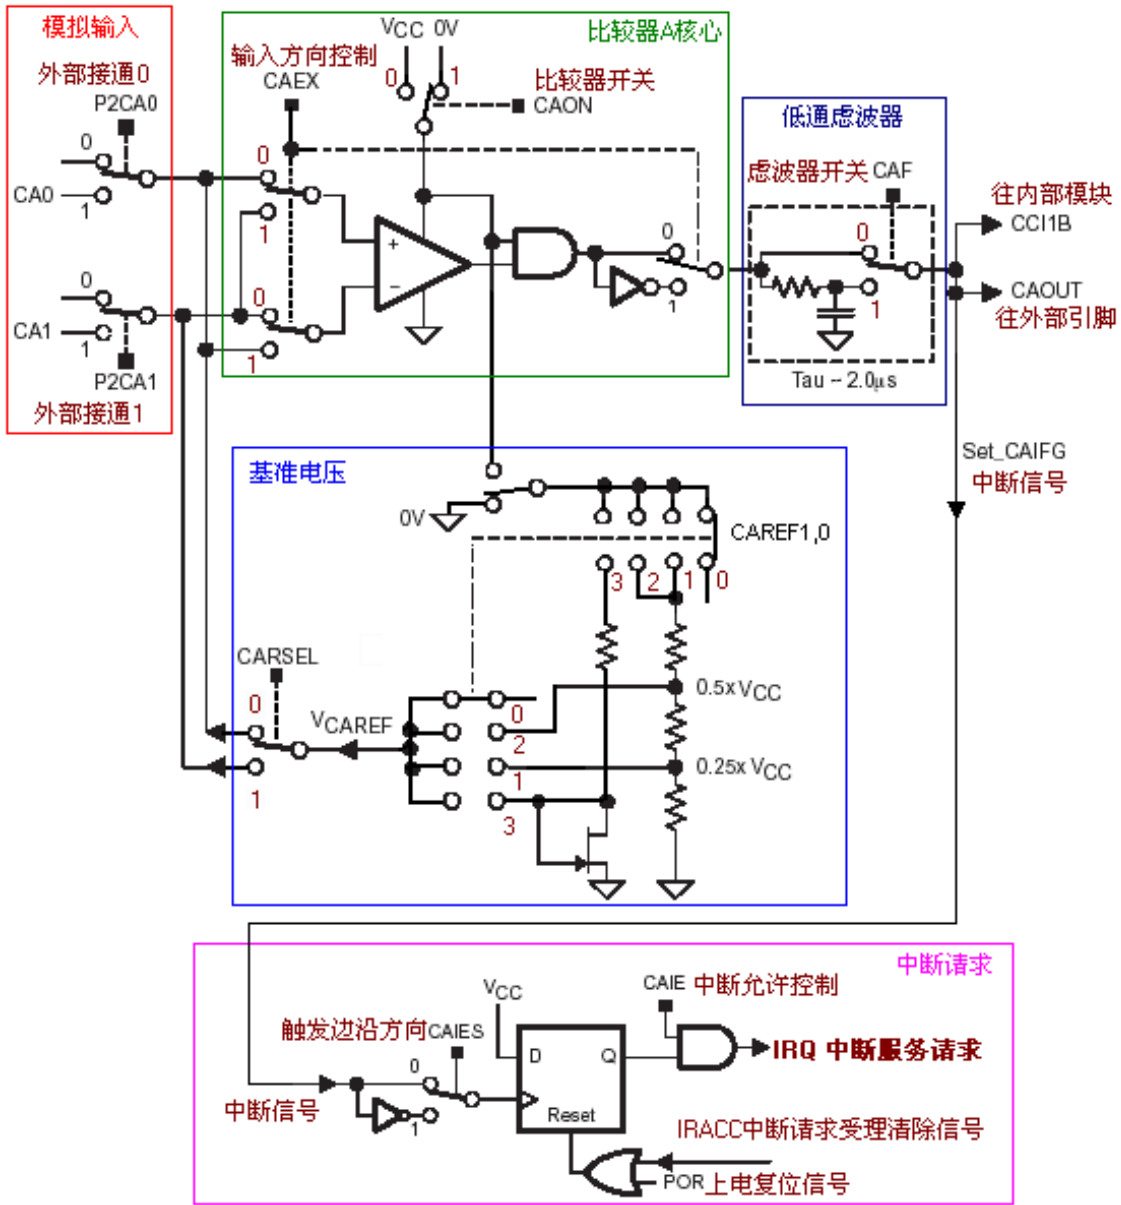 模拟输入
外部接通0
P2CA0
0
CA0
1
0
CA1
1
P2CA1
外部接通1
比较器A核心
VCC 0V
输入方向控制
CAEX
0
1
比较器开关
CAON
0
1
0
1
+
−
0
1
低通虑波器
虑波器开关 CAF
0
1
Tau ~ 2.0μs
往内部模块
CCI1B
CAOUT
往外部引脚
Set_CAIFG
中断信号
基准电压
0V
CAREF1,0
3 2 1 0
CARSEL
0
1
VCAREF
0
2
1
3
0.5x VCC
0.25x VCC
中断请求
VCC
CAIE 中断允许控制
触发边沿方向 CAIES
0
1
中断信号
D
Q
Reset
IRQ 中断服务请求
IRACC中断请求受理清除信号
POR上电复位信号